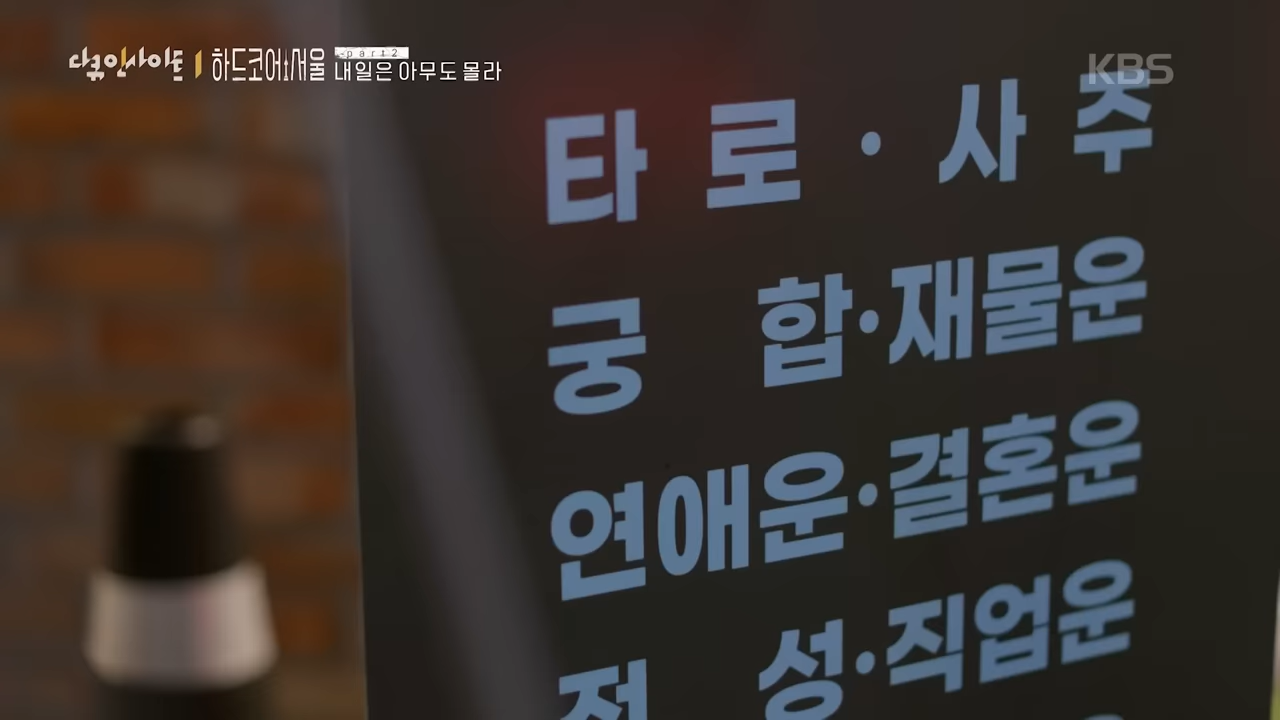 다큐인사이트
하드코어 서울
part2
내일은 아무도 몰라
KBS
타 로 · 사 주
궁 합·재물운
연애운·결혼운
적 성·직업운